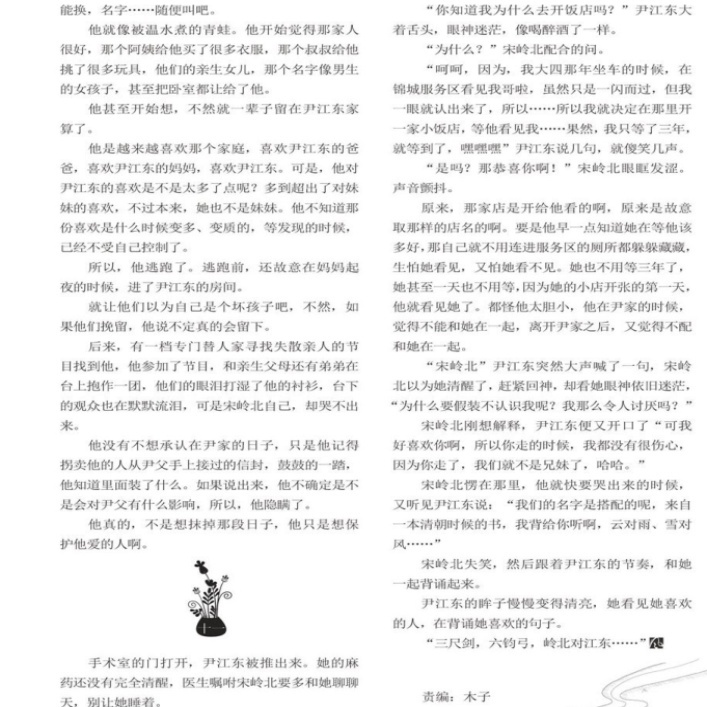 能换，名字……随便叫吧。
他就像被温水煮的青蛙。他开始觉得那家人
很好，那个阿姨给他买了很多衣服，那个叔叔给他
挑了很多玩具，他们的亲生女儿，那个名字像男生
的女孩子，甚至把卧室都让给了他。
他甚至开始想，不然就一辈子留在尹江东家
算了。
他是越来越喜欢那个家庭，喜欢尹江东的爸
爸，喜欢尹江东的妈妈，喜欢尹江东。可是，他对
尹江东的喜欢是不是太多了点呢？多到超出了对妹
妹的喜欢，不过本来，她也不是妹妹。他不知道那
份喜欢是什么时候变多、变质的，等发现的时候，
已经不受自己控制了。
所以，他逃跑了。逃跑前，还故意在妈妈起
夜的时候，进了尹江东的房间。
就让他们以为自己是个坏孩子吧，不然，如
果他们挽留，他说不定真的会留下。
后来，有一档专门替人家寻找失散亲人的节
目找到他，他参加了节目，和亲生父母还有弟弟在
台上抱作一团，他们的眼泪打湿了他的衬衫，台下
的观众也在默默流泪，可是宋岭北自己，却哭不出
来。
他没有不想承认在尹家的日子，只是他记得
拐卖他的人从尹父手上接过的信封，鼓鼓的一踏，
他知道里面装了什么。如果说出来，他不确定是不
是会对尹父有什么影响，所以，他隐瞒了。
他真的，不是想抹掉那段日子，他只是想保
护他爱的人啊。
十一
手术室的门打开，尹江东被推出来。她的麻
药还没有完全清醒，医生嘱咐宋岭北要多和她聊聊
天，别让她睡着。
“你知道我为什么去开饭店吗？”尹江东大
着舌头，眼神迷茫，像喝醉酒了一样。
“为什么？”宋岭北配合的问。
“呵呵，因为，我大四那年坐车的时候，在
锦城服务区看见我哥啦，虽然只是一闪而过，但我
一眼就认出来了，所以……所以我就决定在那里开
一家小饭店，等他看见我……果然，我只等了三年，
就等到了，嘿嘿嘿”尹江东说几句，就傻笑几声。
“是吗？那恭喜你啊！”宋岭北眼眶发涩。
声音颤抖。
原来，那家店是开给他看的啊，原来是故意
取那样的店名的啊。要是他早一点知道她在等他该
多好，那自己就不用连进服务区的厕所都躲躲藏藏，
生怕她看见，又怕她看不见。她也不用等三年了，
她甚至一天也不用等，因为她的小店开张的第一天，
他就看见她了。都怪他太胆小，他在尹家的时候，
觉得不能和她在一起，离开尹家之后，又觉得不配
和她在一起。
“宋岭北”尹江东突然大声喊了一句，宋岭
北以为她清醒了，赶紧回神，却看她眼神依旧迷茫，
“为什么要假装不认识我呢？我那么令人讨厌吗？”
宋岭北刚想解释，尹江东便又开口了“可我
好喜欢你啊，所以你走的时候，我都没有很伤心，
因为你走了，我们就不是兄妹了，哈哈。”
宋岭北愣在那里，他就快要哭出来的时候，
又听见尹江东说：“我们的名字是搭配的呢，来自
一本清朝时候的书，我背给你听啊，云对雨、雪对
风……”
宋岭北失笑，然后跟着尹江东的节奏，和她
一起背诵起来。
尹江东的眸子慢慢变得清亮，她看见她喜欢
的人，在背诵她喜欢的句子。
“三尺剑，六钧弓，岭北对江东……”
责编：木子